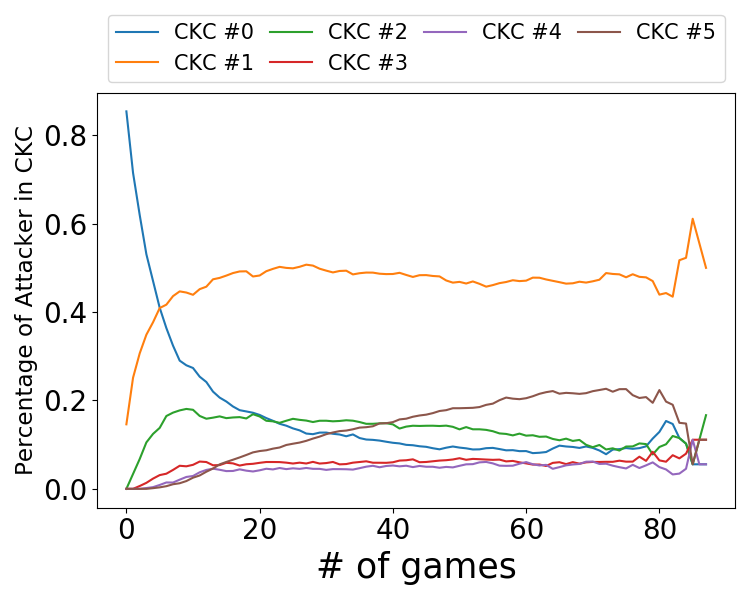 CKC #0 CKC #2 CKC #4 CKC #5
CKC #1 CKC #3
Percentage of Attacker in CKC
0.8
0.6
0.4
0.2
0.0
0 20 40 60 80
# of games